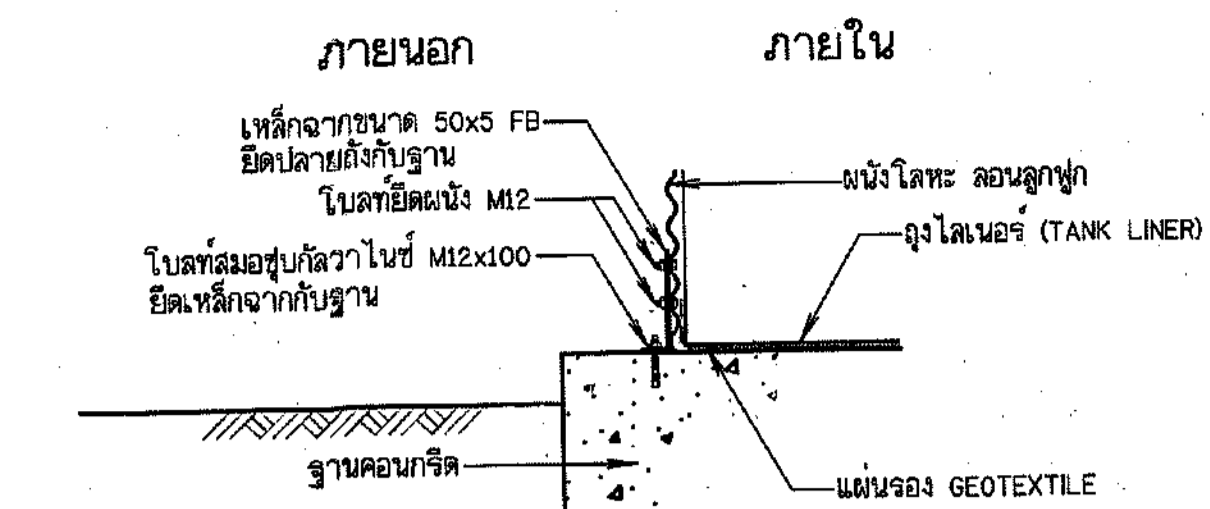 ภายนอก
ภายใน
เหล็กฉากขนาด 50x5 FB
ยึดปลายถังกับฐาน
โบลท์ยึดผนัง M12
โบลท์สมอชุบกัลวาไนซ์ M12x100
ยึดเหล็กฉากกับฐาน
ผนังโลหะ ลอนลูกฟูก
ถุงไลเนอร์ (TANK LINER)
ฐานคอนกรีต
แผ่นรอง GEOTEXTILE